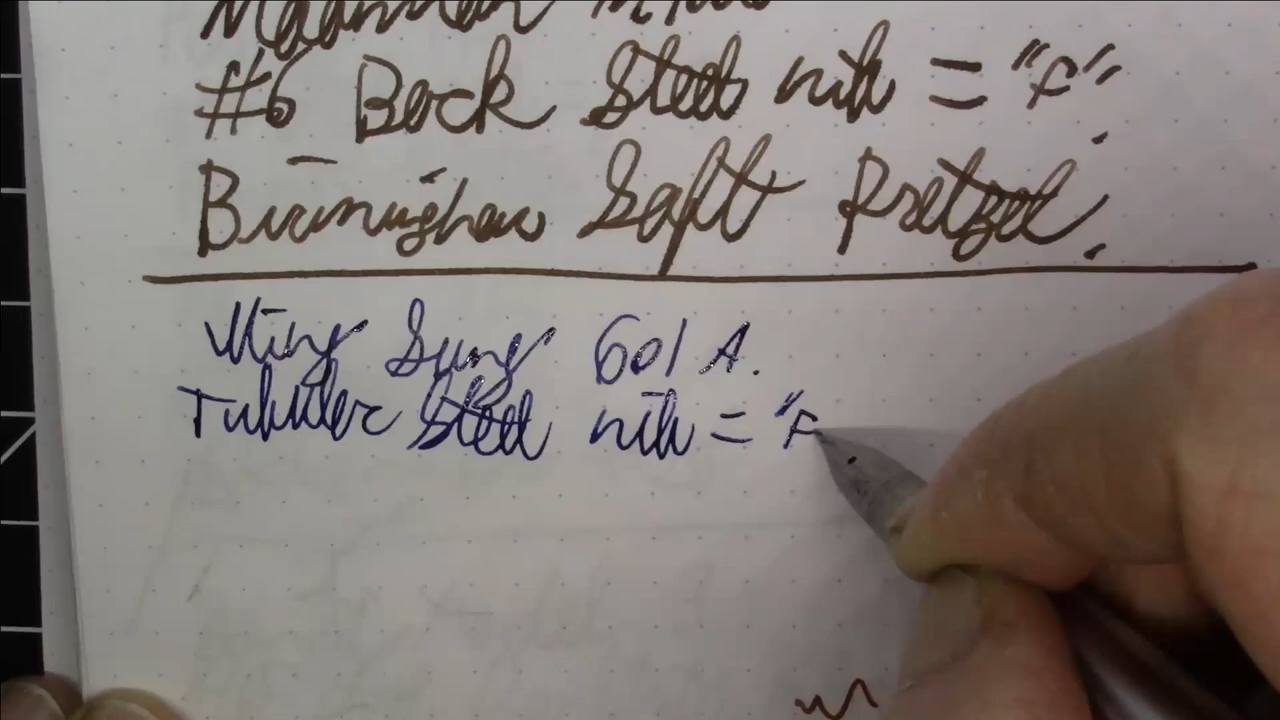 #6 Bock Steel nib = "F".
Birmingham Soft Pretzel.
Wing Sung 601 A.
Tubular Steel nib = "F